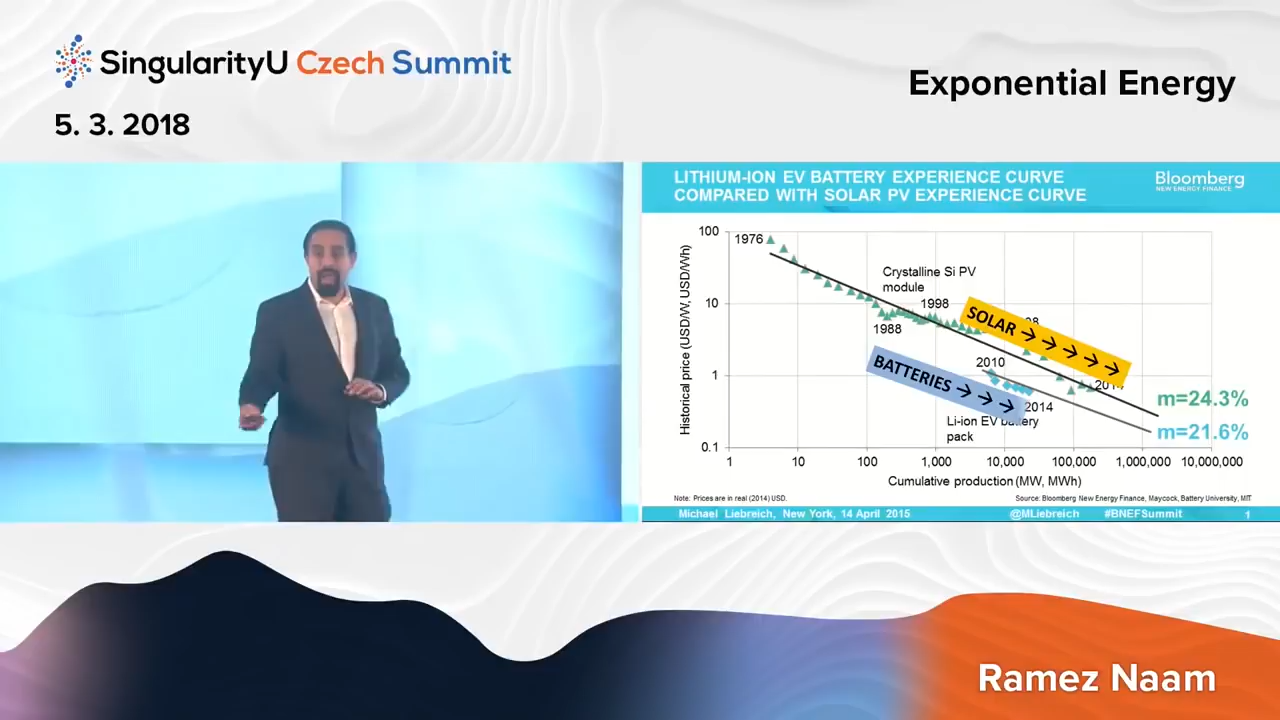 SingularityU Czech Summit
5. 3. 2018
Exponential Energy
LITHIUM-ION EV BATTERY EXPERIENCE CURVE
COMPARED WITH SOLAR PV EXPERIENCE CURVE
Bloomberg
NEW ENERGY FINANCE
Historical price (USD/W, USD/Wh)
100
10
1
0.1
1976
Crystalline Si PV
module
1998
1988
SOLAR → → → → →
2010
BATTERIES → → →
2014
Li-ion EV battery
pack
m=24.3%
m=21.6%
1 10 100 1,000 10,000 100,000 1,000,000 10,000,000
Cumulative production (MW, MWh)
Note: Prices are in real (2014) USD.
Source: Bloomberg New Energy Finance, Maycock, Battery University, MIT
Michael Liebreich, New York, 14 April 2015 @MLiebreich #BNEFSummit 1
Ramez Naam